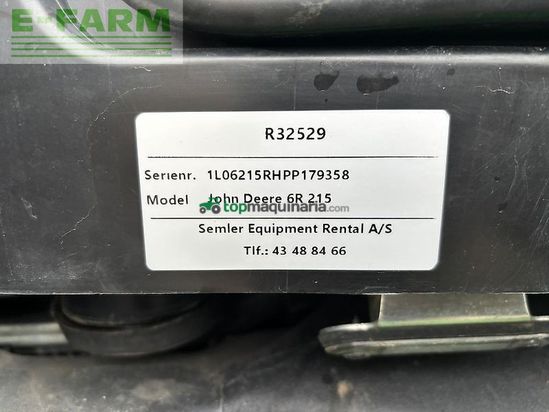 E FARM
R32529
Serienr. 1L06215RHPP179358
Model John Deere 6R 215
topmaquinaria.com
Semler Equipment Rental A/S
Tlf.: 43 48 84 66